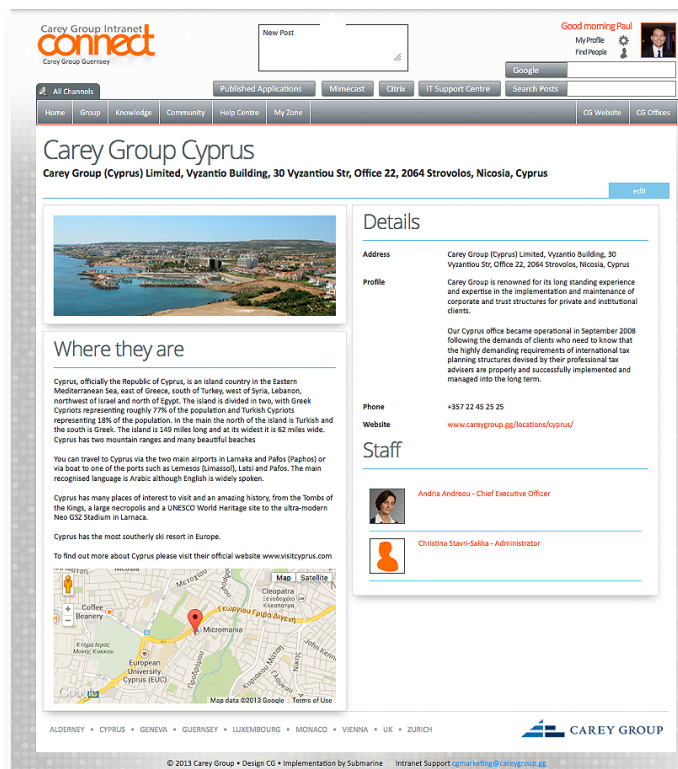 Carey Group Intranet
connect
Carey Group Guernsey
New Post
Good morning Paul
My Profile
Find People
Google
All Channels
Published Applications
Mimecast
Citrix
IT Support Centre
Search Posts
Home
Group
Knowledge
Community
Help Centre
My Zone
CG Website
CG Offices
Carey Group Cyprus
Carey Group (Cyprus) Limited, Vyzantio Building, 30 Vyzantiou Str, Office 22, 2064 Strovolos, Nicosia, Cyprus
edit
Where they are
Cyprus, officially the Republic of Cyprus, is an island country in the Eastern
Mediterranean Sea, east of Greece, south of Turkey, west of Syria, Lebanon,
northwest of Israel and north of Egypt. The island is divided in two, with Greek
Cypriots representing roughly 77% of the population and Turkish Cypriots
representing 18% of the population. In the main the north of the island is Turkish and
the south is Greek. The island is 149 miles long and at its widest it is 62 miles wide.
Cyprus has two mountain ranges and many beautiful beaches
You can travel to Cyprus via the two main airports in Larnaka and Pafos (Paphos) or
via boat to one of the ports such as Lemesos (Limassol), Latsi and Pafos. The main
recognised language is Arabic although English is widely spoken.
Cyprus has many places of interest to visit and an amazing history, from the Tombs of
the Kings, a large necropolis and a UNESCO World Heritage site to the ultra-modern
Neo GSZ Stadium in Larnaca.
Cyprus has the most southerly ski resort in Europe.
To find out more about Cyprus please visit their official website www.visitcyprus.com
Nicosia
Μετοχίου
Map
Satellite
Cleopatra
Ξενοδοχείο
Κλεοπάτρα
Coffee
Beanery
Γεωργίου Γρίβα Διγενή
Micromania
Κτήμα Ιεράς
Μονής Κύκκου
European
University
Cyprus (EUC)
Προδρόμου
Κυριάκου Μάτση
Νίκης
John Kenn
Google
Map data ©2013 Google
Terms of Use
Details
Address
Carey Group (Cyprus) Limited, Vyzantio Building, 30
Vyzantiou Str, Office 22, 2064 Strovolos, Nicosia, Cyprus
Profile
Carey Group is renowned for its long standing experience
and expertise in the implementation and maintenance of
corporate and trust structures for private and institutional
clients.
Our Cyprus office became operational in September 2008
following the demands of clients who need to know that
the highly demanding requirements of international tax
planning structures devised by their professional tax
advisers are properly and successfully implemented and
managed into the long term.
Phone
+357 22 45 25 25
Website
www.careygroup.gg/locations/cyprus/
Staff
Andria Andreou - Chief Executive Officer
Christina Stavri-Sakka - Administrator
ALDERNEY • CYPRUS • GENEVA • GUERNSEY • LUXEMBOURG • MONACO • VIENNA • UK • ZURICH
CAREY GROUP
© 2013 Carey Group • Design CG • Implementation by Submarine Intranet Support cgmarketing@careygroup.gg